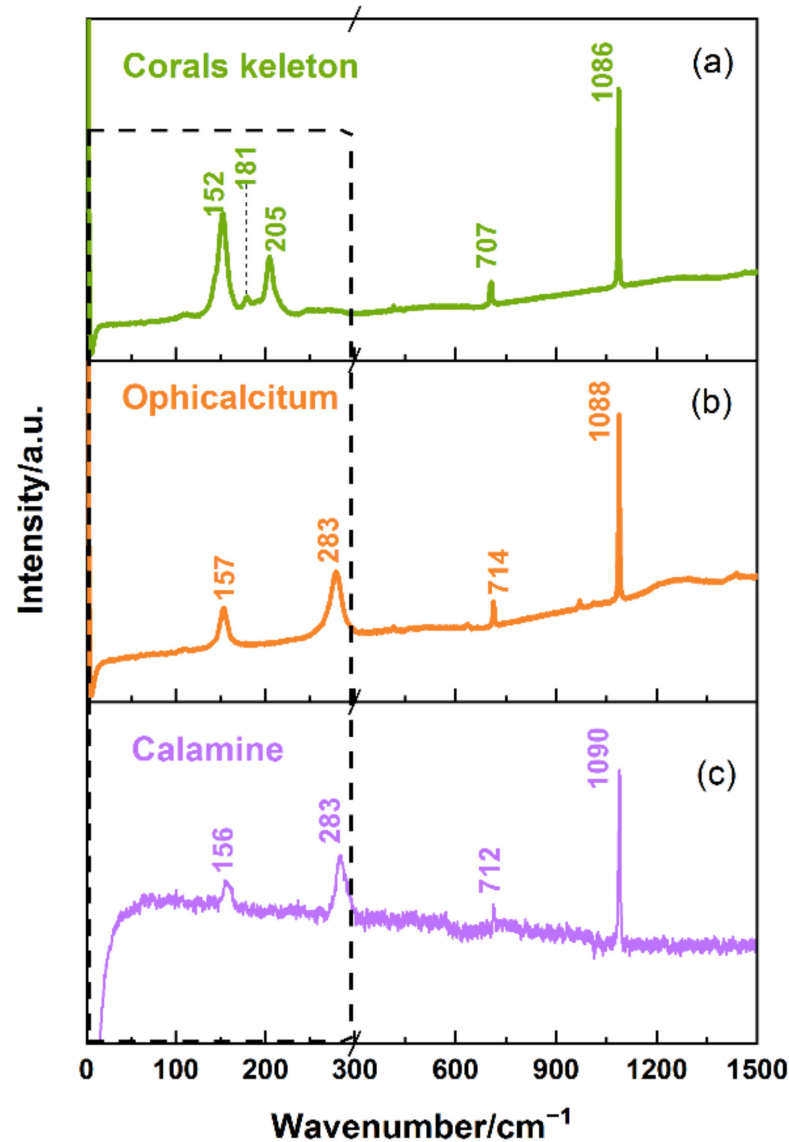 Corals keleton
(a)
152
181
205
707
1086
Ophicalcitum
(b)
157
283
714
1088
Calamine
(c)
156
283
712
1090
Intensity/a.u.
0 100 200 300 600 900 1200 1500
Wavenumber/cm⁻¹